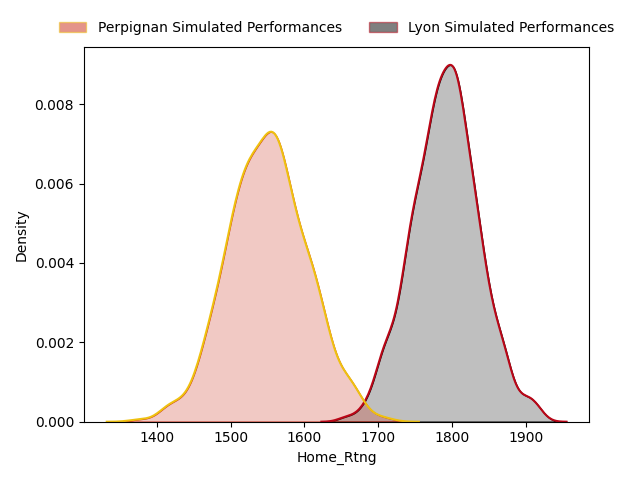 Perpignan Simulated Performances Lyon Simulated Performances
0.008
0.006
0.004
0.002
0.000
Density
1400 1500 1600 1700 1800 1900
Home_Rtng